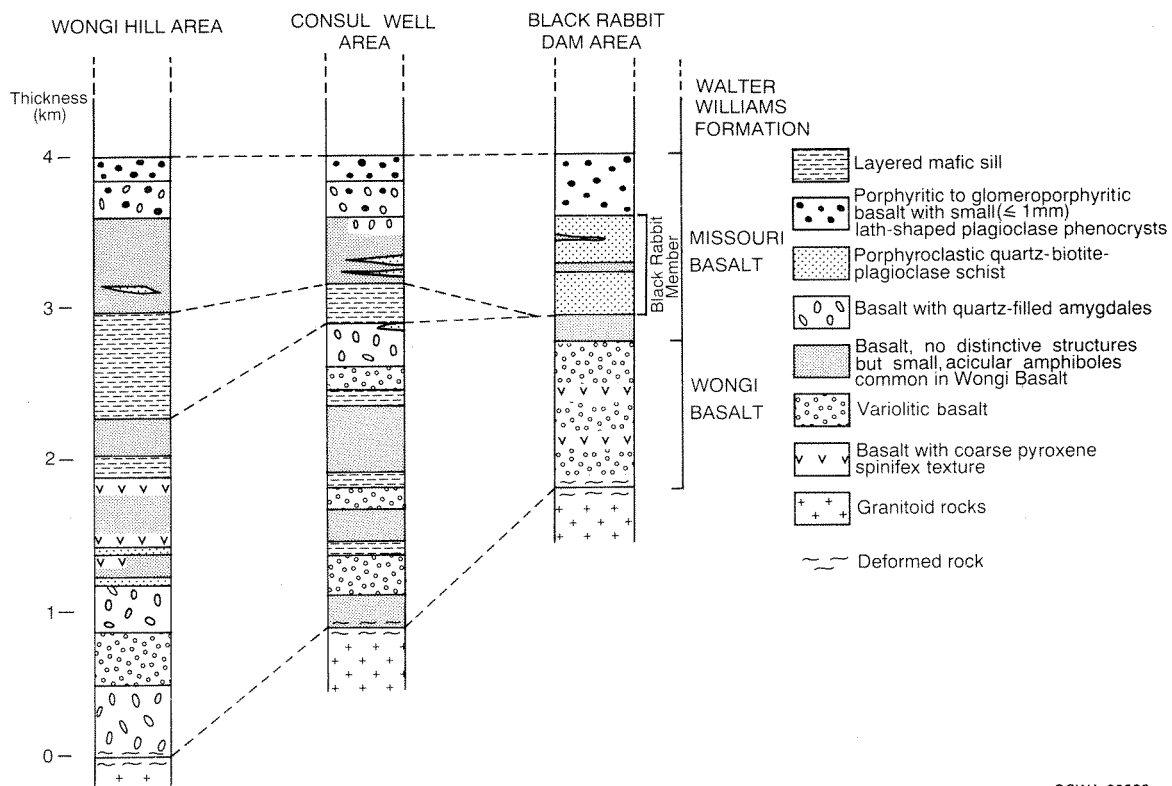 WONGI HILL AREA
CONSUL WELL
AREA
BLACK RABBIT
DAM AREA
Thickness
(km)
4
3
2
1
0
WALTER
WILLIAMS
FORMATION
MISSOURI
BASALT
Black Rabbit
Member
WONGI
BASALT
Layered mafic sill
Porphyritic to glomeroporphyritic
basalt with small(≤ 1mm)
lath-shaped plagioclase phenocrysts
Porphyroclastic quartz-biotite-
plagioclase schist
Basalt with quartz-filled amygdales
Basalt, no distinctive structures
but small, acicular amphiboles
common in Wongi Basalt
Variolitic basalt
Basalt with coarse pyroxene
spinifex texture
Granitoid rocks
Deformed rock